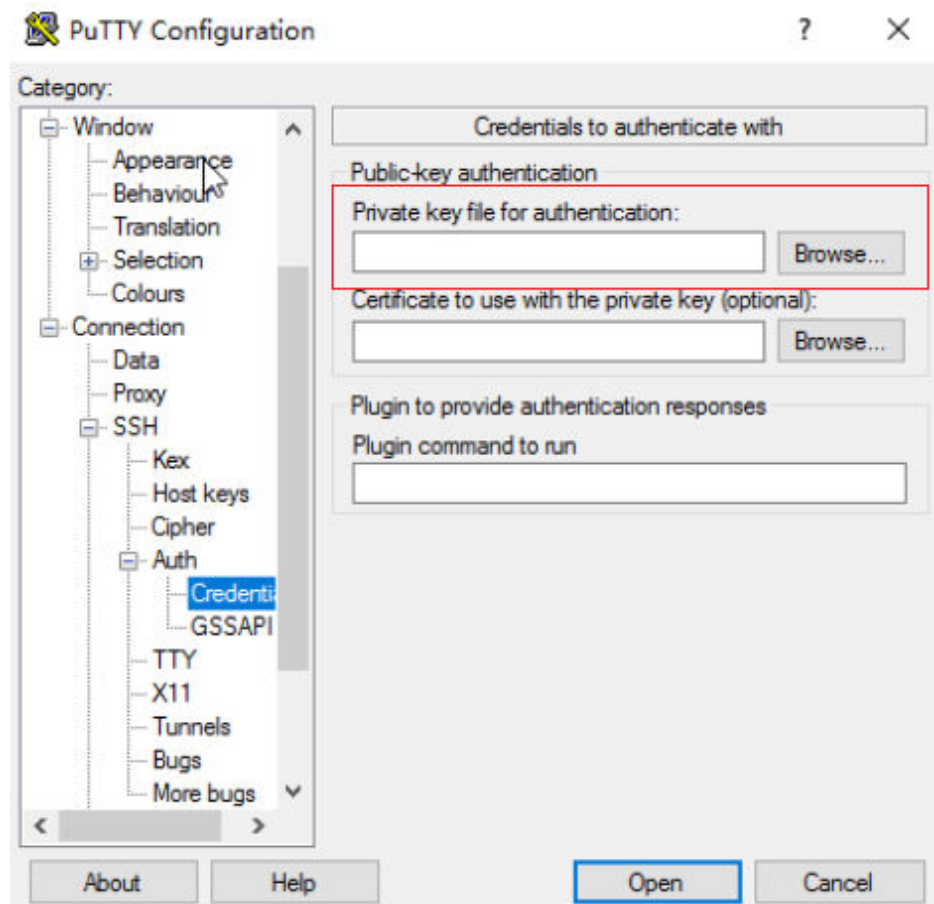 PuTTY Configuration
?
Category:
Window
Appearance
Behaviour
Translation
Selection
Colours
Connection
Data
Proxy
SSH
Kex
Host keys
Cipher
Auth
Credentia
GSSAPI
TTY
X11
Tunnels
Bugs
More bugs
Credentials to authenticate with
Public-key authentication
Private key file for authentication:
Browse...
Certificate to use with the private key (optional):
Browse...
Plugin to provide authentication responses
Plugin command to run
About
Help
Open
Cancel